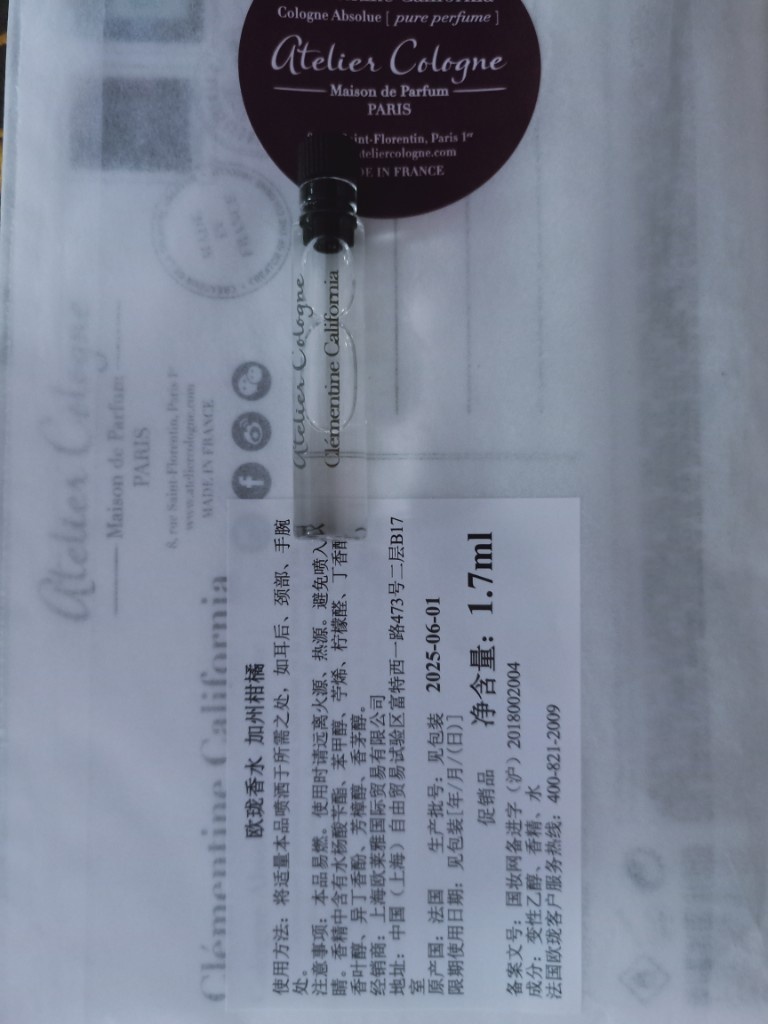 Cologne Absolue [ pure perfume ]
Atelier Cologne
Maison de Parfum
PARIS
int-Florentin, Paris 1er
teliercologne.com
DE IN FRANCE
Atelier Cologne
Clémentine California
MADE
IN
FRANCE
Atelier Cologne
Maison de Parfum
PARIS
8, rue Saint Florentin, Paris 1er
www.ateliercologne.com
MADE IN FRANCE
Clémentine California
欧珑香水 加州柑橘
使用方法：将适量本品喷洒于所需之处，如耳后、颈部、手腕
处。
注意事项：本品易燃。使用时请远离火源、热源。避免喷入
睛。香精中含有水杨酸苄酯、苯甲醇、苧烯、柠檬醛、丁香酚
香叶醇、异丁香酚、芳樟醇、香茅醇。
经销商：上海欧莱雅国际贸易有限公司
地址：中国（上海）自由贸易试验区富特西一路473号二层B17
室
原产国：法国 生产批号：见包装
限期使用日期：见包装[年/月/(日)] 2025-06-01
促销品 净含量：1.7ml
备案文号：国妆网备进字（沪）2018002004
成分：变性乙醇、香精、水
法国欧珑客户服务热线：400-821-2009